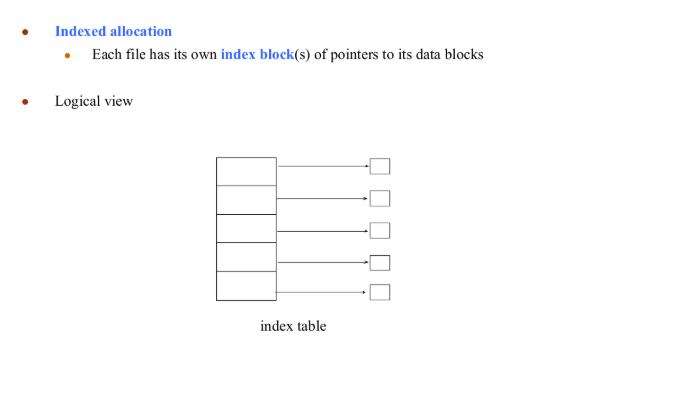 Indexed allocation
Each file has its own index block(s) of pointers to its data blocks
Logical view
index table